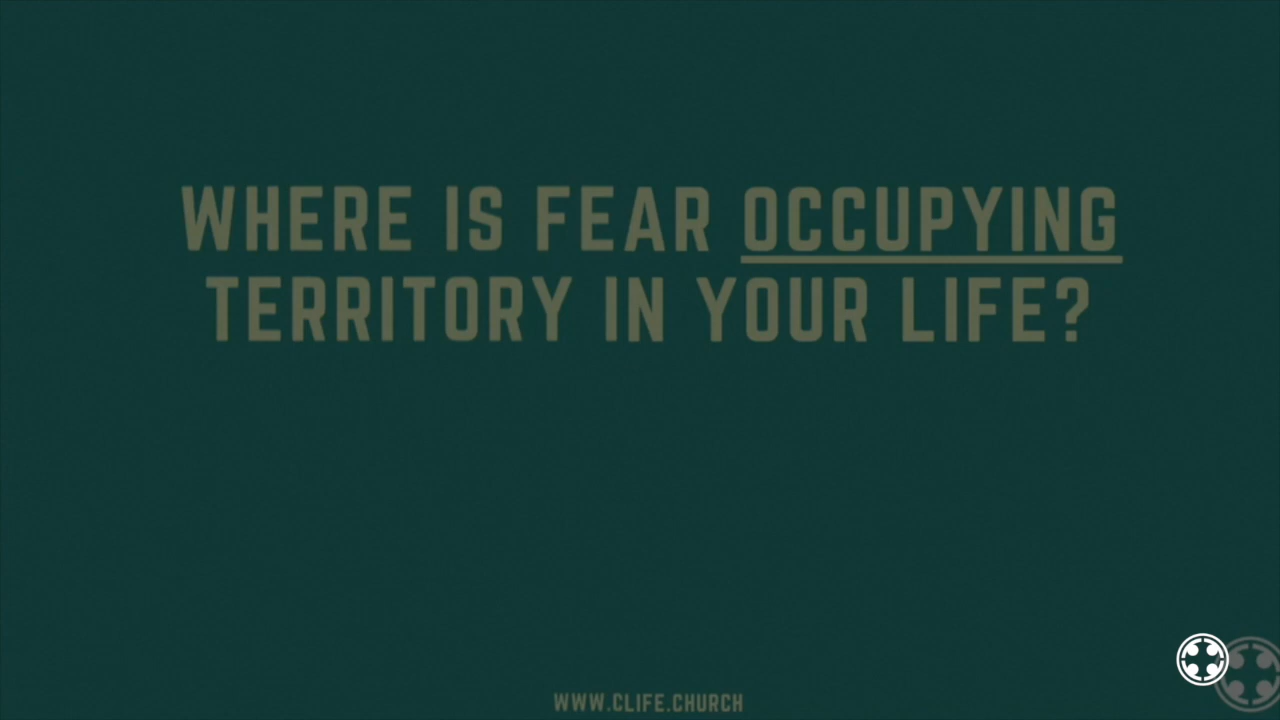 WHERE IS FEAR OCCUPYING
TERRITORY IN YOUR LIFE?
WWW.CLIFE.CHURCH